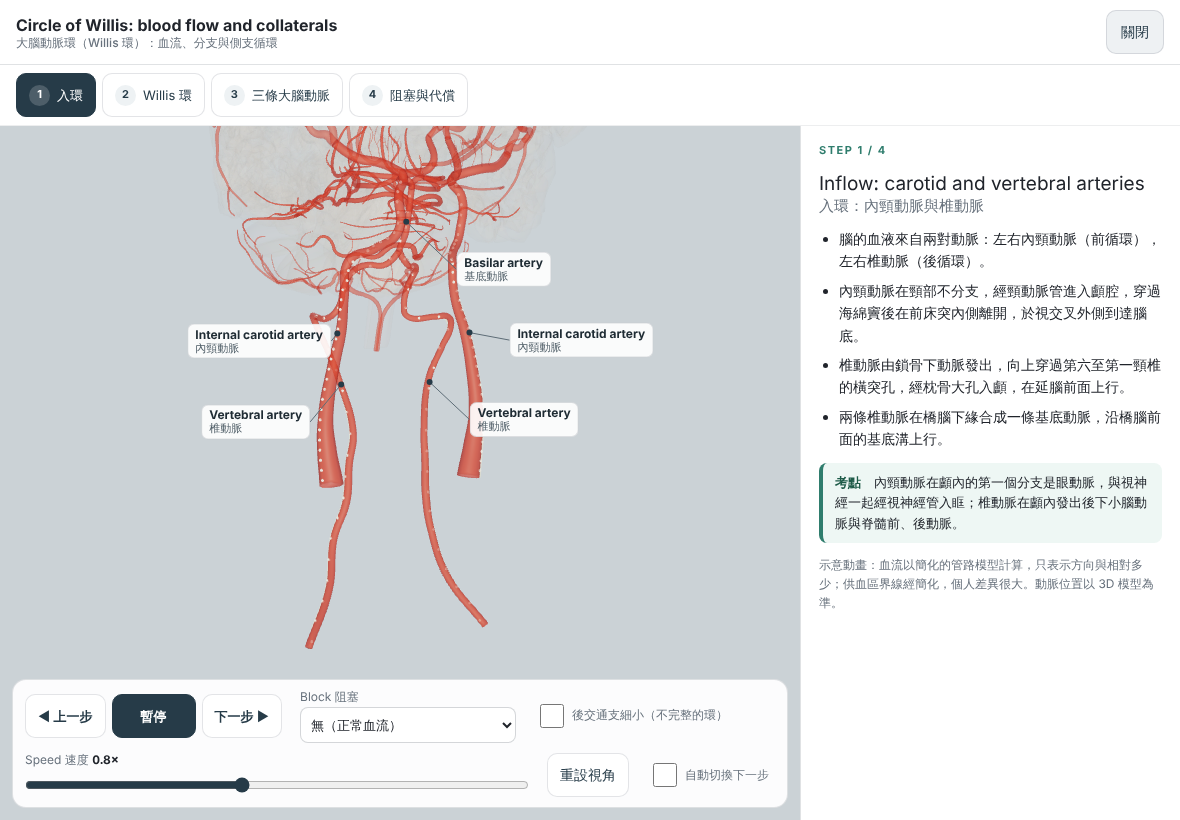 Circle of Willis: blood flow and collaterals
大腦動脈環（Willis 環）：血流、分支與側支循環
關閉
1 入環
2 Willis 環
3 三條大腦動脈
4 阻塞與代償
Basilar artery
基底動脈
Internal carotid artery
內頸動脈
Internal carotid artery
內頸動脈
Vertebral artery
椎動脈
Vertebral artery
椎動脈
STEP 1 / 4
Inflow: carotid and vertebral arteries
入環：內頸動脈與椎動脈
腦的血液來自兩對動脈：左右內頸動脈（前循環），
左右椎動脈（後循環）。
內頸動脈在頸部不分支，經頸動脈管進入顱腔，穿過
海綿竇後在前床突內側離開，於視交叉外側到達腦
底。
椎動脈由鎖骨下動脈發出，向上穿過第六至第一頸椎
的橫突孔，經枕骨大孔入顱，在延腦前面上行。
兩條椎動脈在橋腦下緣合成一條基底動脈，沿橋腦前
面的基底溝上行。
考點 內頸動脈在顱內的第一個分支是眼動脈，與視神
經一起經視神經管入眶；椎動脈在顱內發出後下小腦動
脈與脊髓前、後動脈。
示意動畫：血流以簡化的管路模型計算，只表示方向與相對多
少；供血區界線經簡化，個人差異很大。動脈位置以 3D 模型為
準。
◀ 上一步
暫停
下一步 ▶
Block 阻塞
無（正常血流）
後交通支細小（不完整的環）
Speed 速度 0.8×
重設視角
自動切換下一步